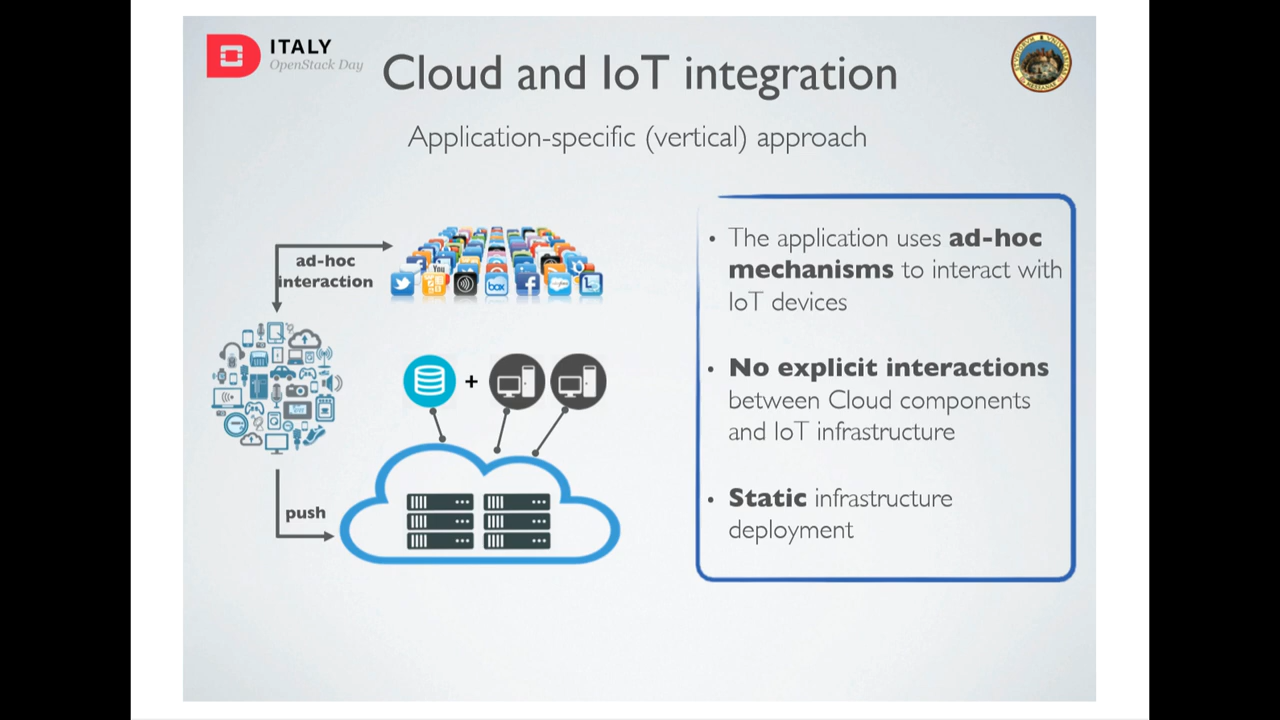 ITALY
OpenStack Day
Cloud and IoT integration
Application-specific (vertical) approach
ad-hoc
interaction
You
box
push
+
• The application uses ad-hoc
mechanisms to interact with
IoT devices
• No explicit interactions
between Cloud components
and IoT infrastructure
• Static infrastructure
deployment